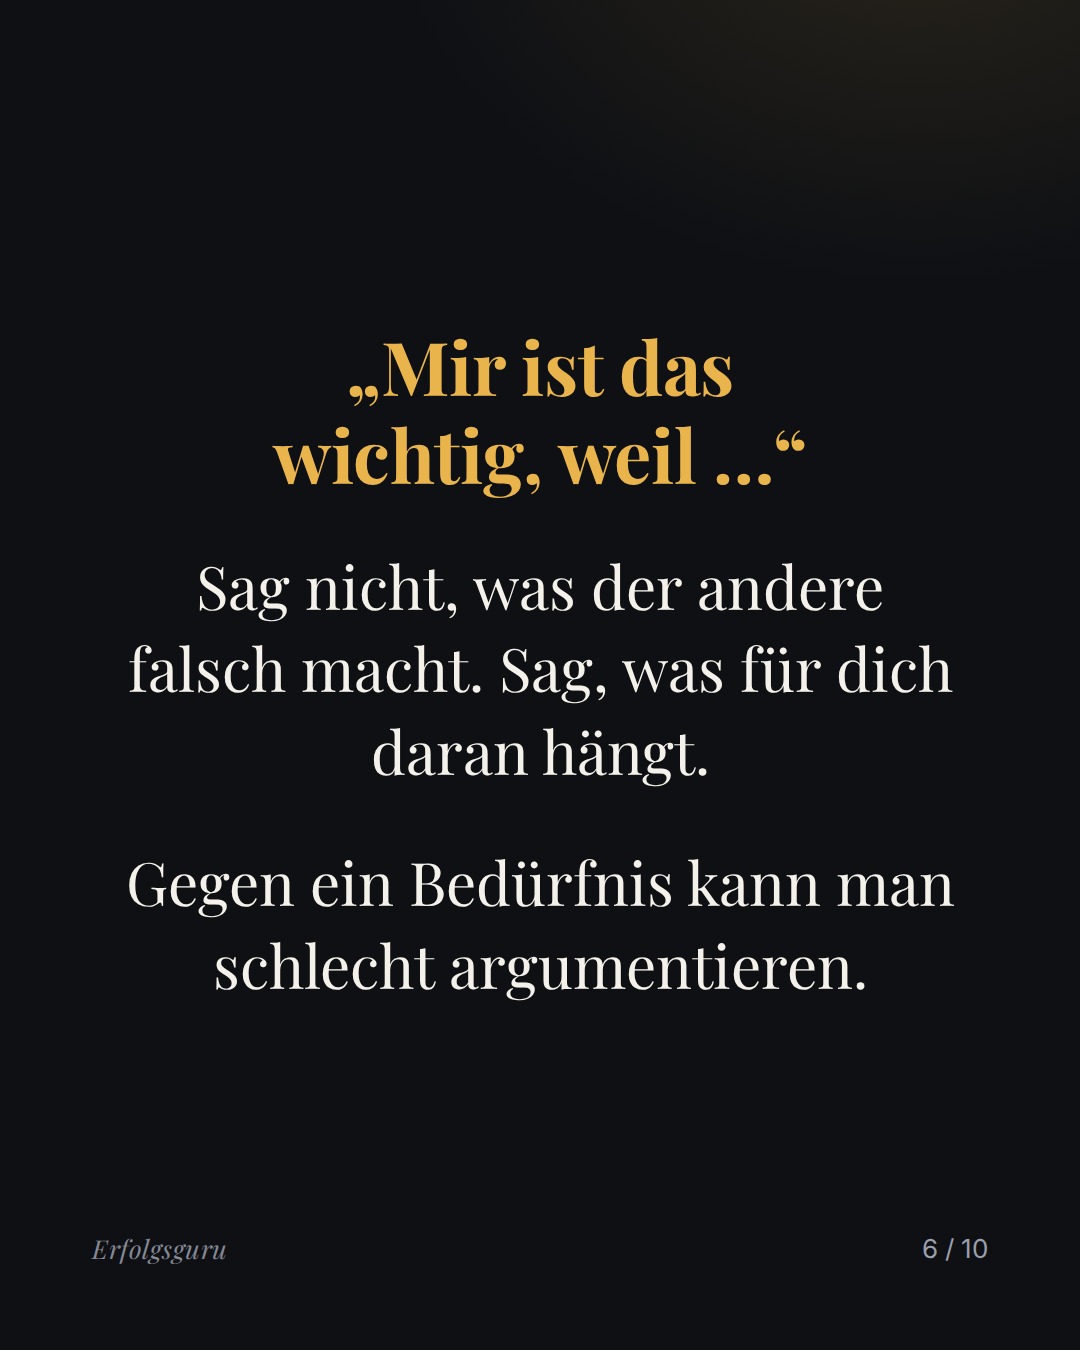 „Mir ist das
wichtig, weil …“
Sag nicht, was der andere
falsch macht. Sag, was für dich
daran hängt.
Gegen ein Bedürfnis kann man
schlecht argumentieren.
Erfolgsguru
6 / 10